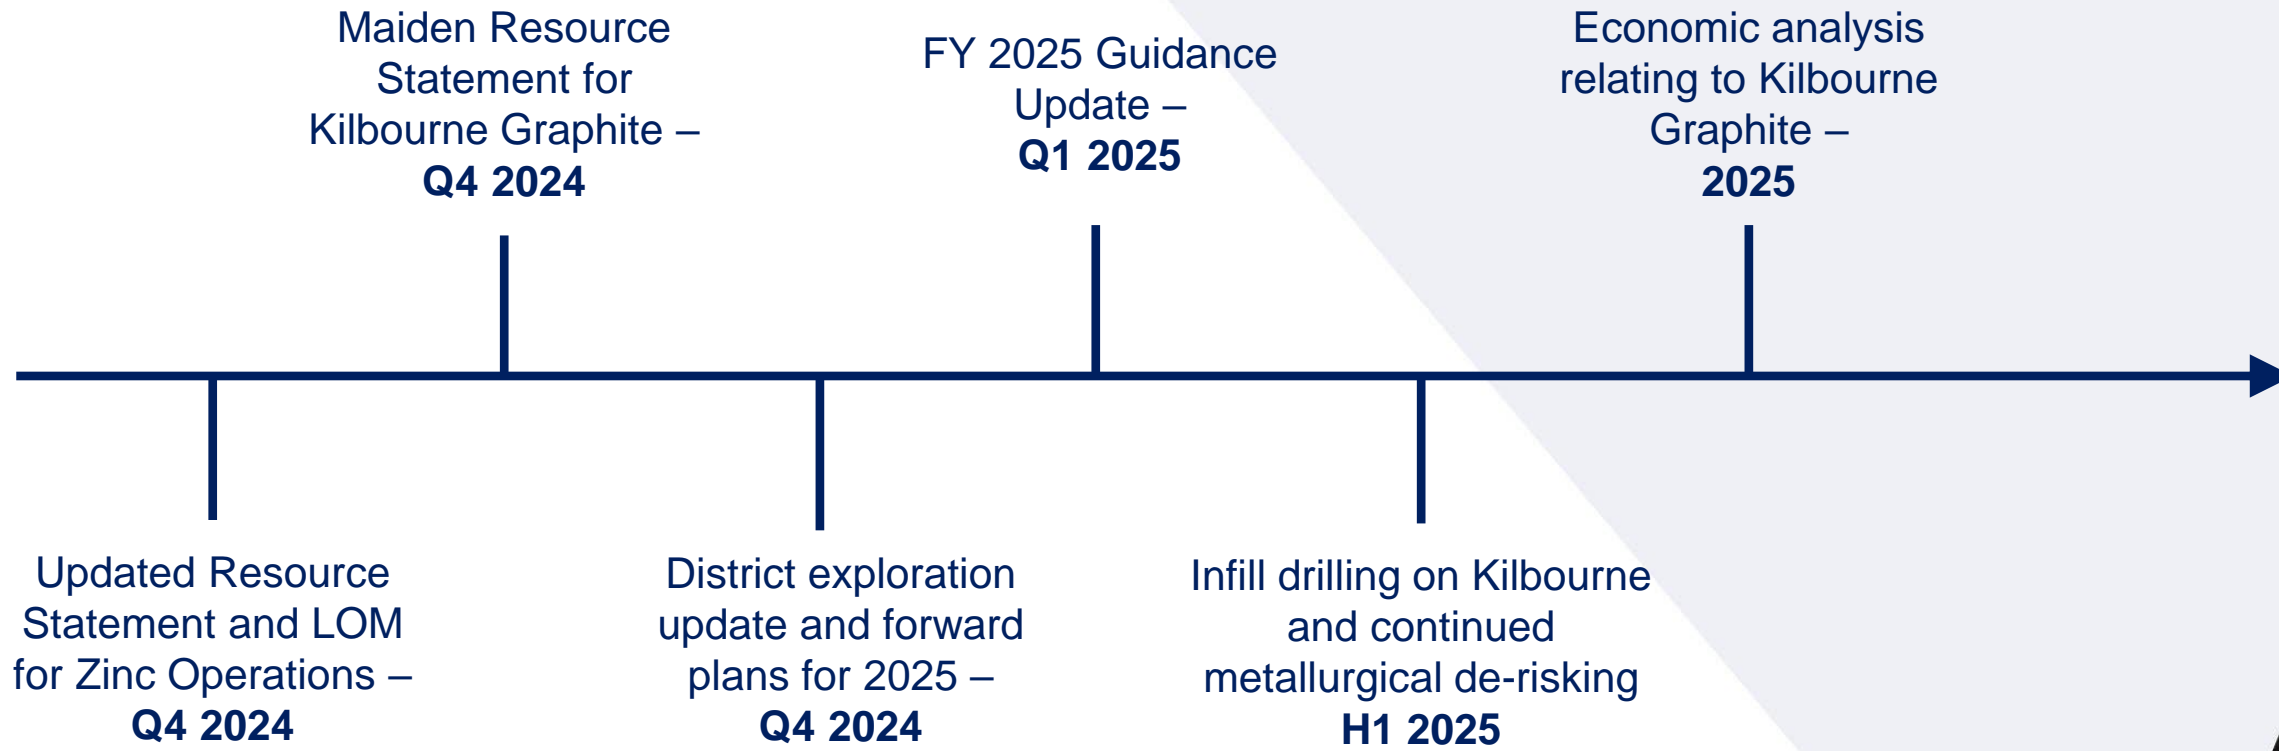 Maiden Resource
Statement for
Kilbourne Graphite –
Q4 2024
FY 2025 Guidance
Update –
Q1 2025
Economic analysis
relating to Kilbourne
Graphite –
2025
Updated Resource
Statement and LOM
for Zinc Operations –
Q4 2024
District exploration
update and forward
plans for 2025 –
Q4 2024
Infill drilling on Kilbourne
and continued
metallurgical de-risking
H1 2025